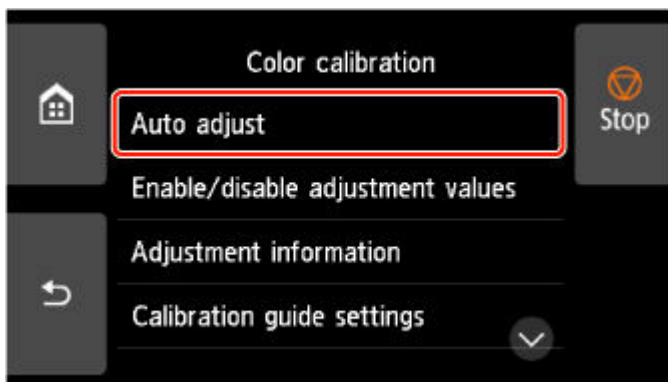 Color calibration
Auto adjust
Stop
Enable/disable adjustment values
Adjustment information
Calibration guide settings